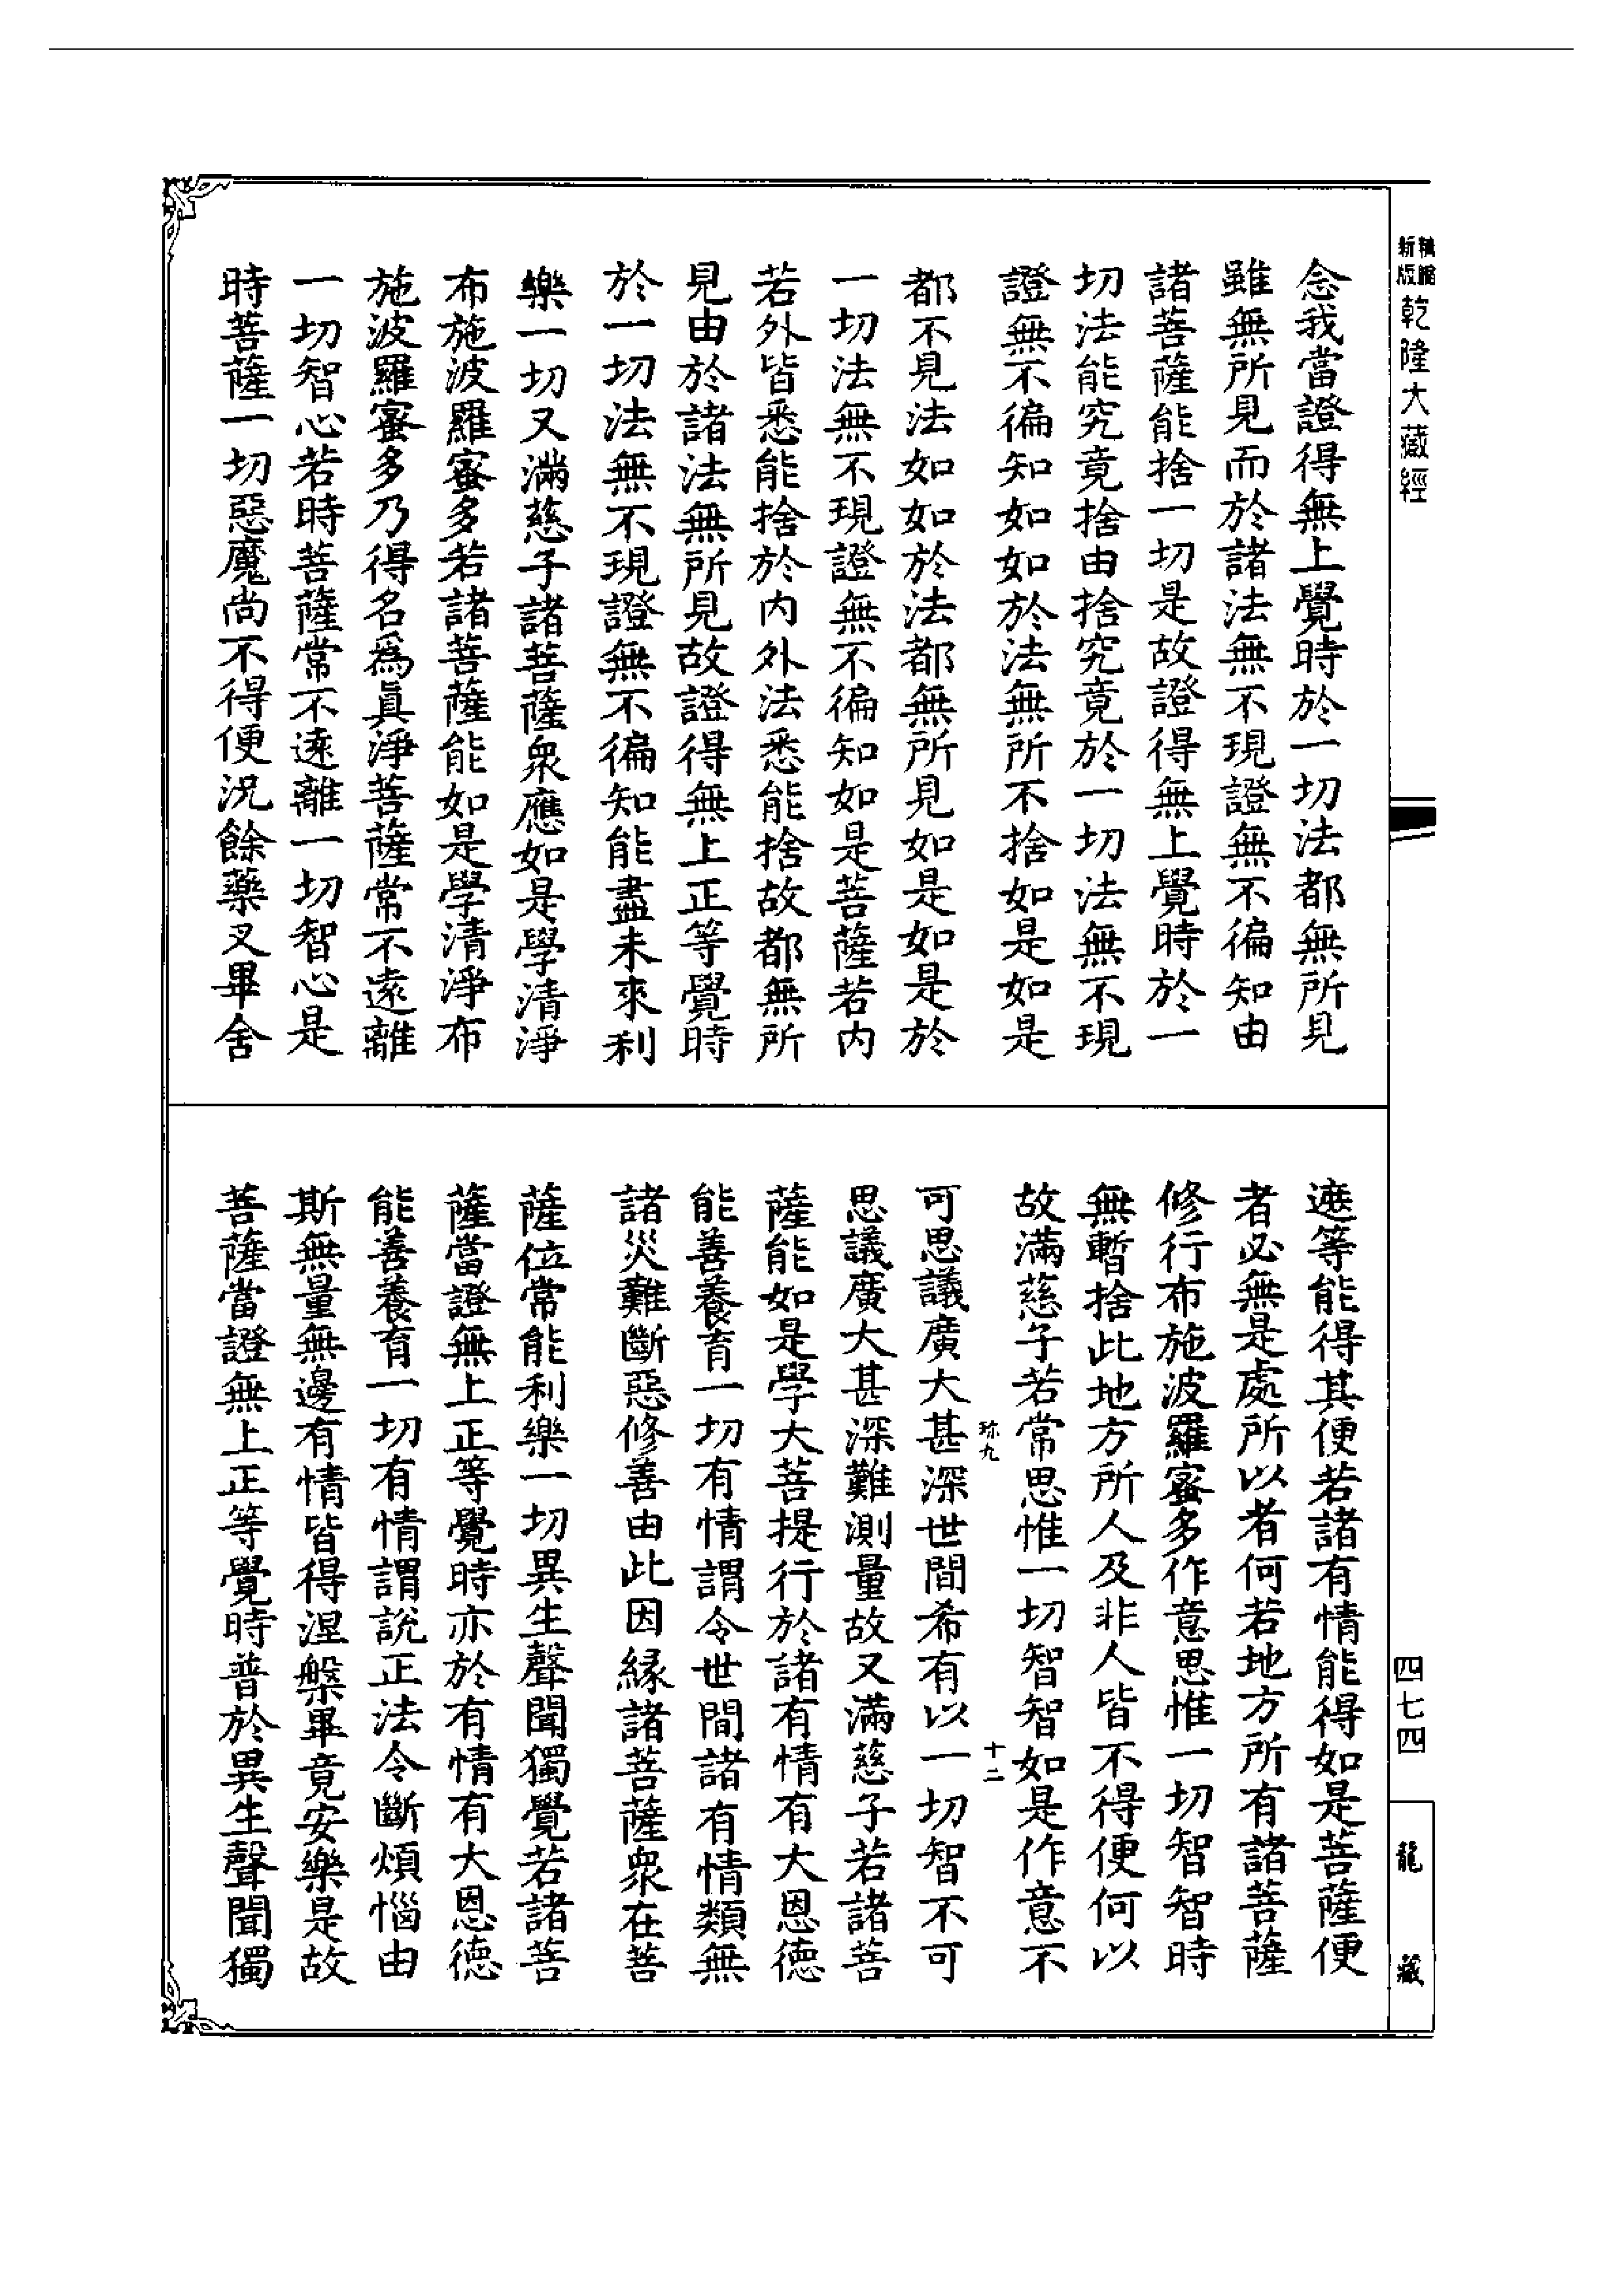 新版精縮乾隆大藏經
念我當證得無上覺時於一切法都無所見
雖無所見而於諸法無不現證無不徧知由
諸菩薩能捨一切是故證得無上覺時於一
切法能究竟捨由捨究竟於一切法無不現
證無不徧知如如於法無所不捨如是如是
都不見法如如於法都無所見如是如是於
一切法無不現證無不徧知如是菩薩若内
若外皆悉能捨於内外法悉能捨故都無所
見由於諸法無所見故證得無上正等覺時
於一切法無不現證無不徧知能盡未來利
樂一切又滿慈子諸菩薩衆應如是學清淨
布施波羅蜜多若諸菩薩能如是學清淨布
施波羅蜜多乃得名爲眞淨菩薩常不遠離
一切智心若時菩薩常不遠離一切智心是
時菩薩一切惡魔尚不得便況餘藥叉畢舍
遮等能得其便若諸有情能得如是菩薩便
者必無是處所以者何若地方所有諸菩薩
修行布施波羅蜜多作意思惟一切智智時
無暫捨此地方所人及非人皆不得便何以
故滿慈子若常思惟一切智智如是作意不
珎九 十二
可思議廣大甚深世間希有以一切智不可
思議廣大甚深難測量故又滿慈子若諸菩
薩能如是學大菩提行於諸有情有大恩德
能善養育一切有情謂令世間諸有情類無
諸災難斷惡修善由此因縁諸菩薩衆在菩
薩位常能利樂一切異生聲聞獨覺若諸菩
薩當證無上正等覺時亦於有情有大恩德
能善養育一切有情謂說正法令斷煩惱由
斯無量無邊有情皆得涅槃畢竟安樂是故
菩薩當證無上正等覺時普於異生聲聞獨
四七四
龍藏